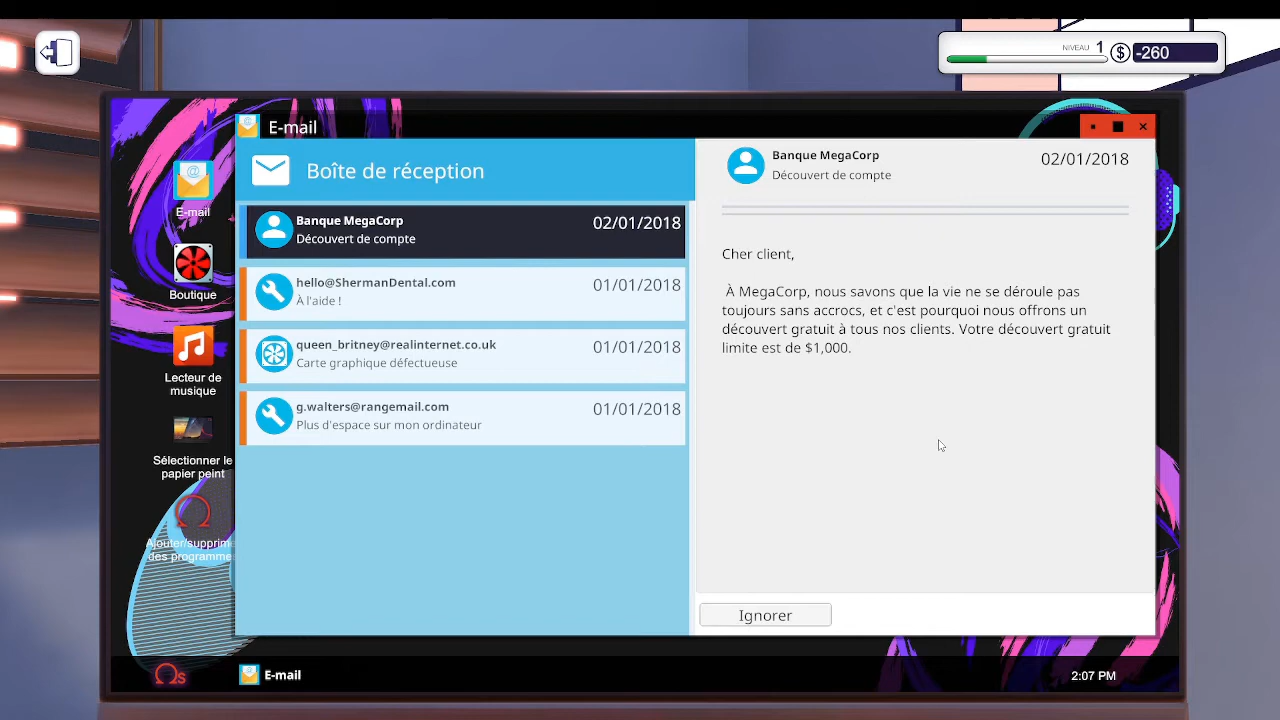 NIVEAU 1 $ -260
E-mail
Boîte de réception
Banque MegaCorp 02/01/2018
Découvert de compte
hello@ShermanDental.com 01/01/2018
À l'aide !
queen_britney@realinternet.co.uk 01/01/2018
Carte graphique défectueuse
g.walters@rangemail.com 01/01/2018
Plus d'espace sur mon ordinateur
Banque MegaCorp 02/01/2018
Découvert de compte
Cher client,
À MegaCorp, nous savons que la vie ne se déroule pas
toujours sans accrocs, et c'est pourquoi nous offrons un
découvert gratuit à tous nos clients. Votre découvert gratuit
limite est de $1,000.
Ignorer
E-mail
Boutique
Lecteur de
musique
Sélectionner le
papier peint
Ajouter/supprime
des programme
Ωs
E-mail
2:07 PM